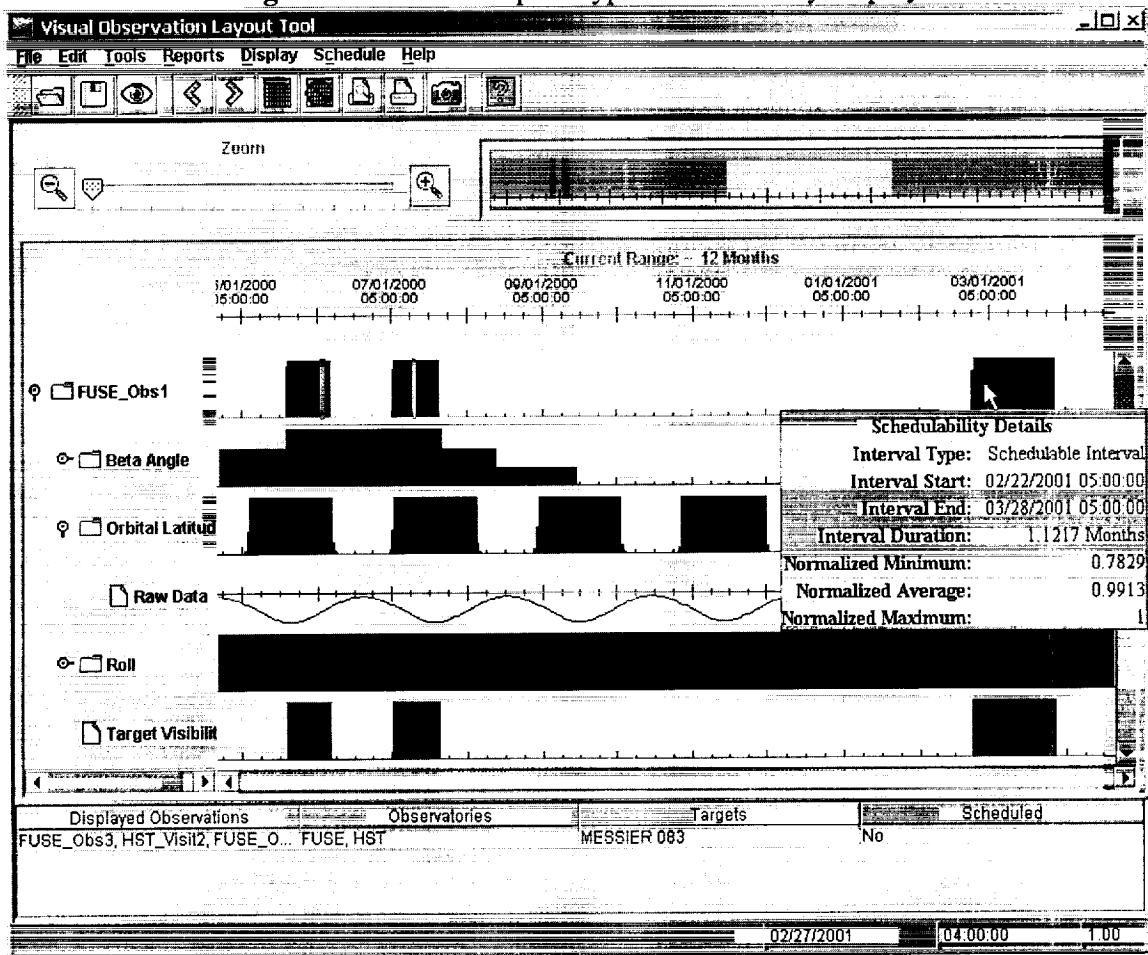 Visual Observation Layout Tool
File Edit Tools Reports Display Schedule Help
Zoom
Current Range: ~ 12 Months
5/01/2000 07/01/2000 09/01/2000 11/01/2000 01/01/2001 03/01/2001
05:00:00 05:00:00 05:00:00 05:00:00 05:00:00
FUSE_Obs1
Schedulability Details
Interval Type: Schedulable Interval
Beta Angle
Interval Start: 02/22/2001 05:00:00
Interval End: 03/28/2001 05:00:00
Orbital Latitud
Interval Duration: 1.1217 Months
Normalized Minimum: 0.7829
Raw Data
Normalized Average: 0.9913
Normalized Maximum: 1
Roll
Target Visibilit
Displayed Observations Observatories Targets Scheduled
FUSE_Obs3, HST_Visit2, FUSE_O... FUSE, HST MESSIER 083 No
02/27/2001 04:00:00 1.00